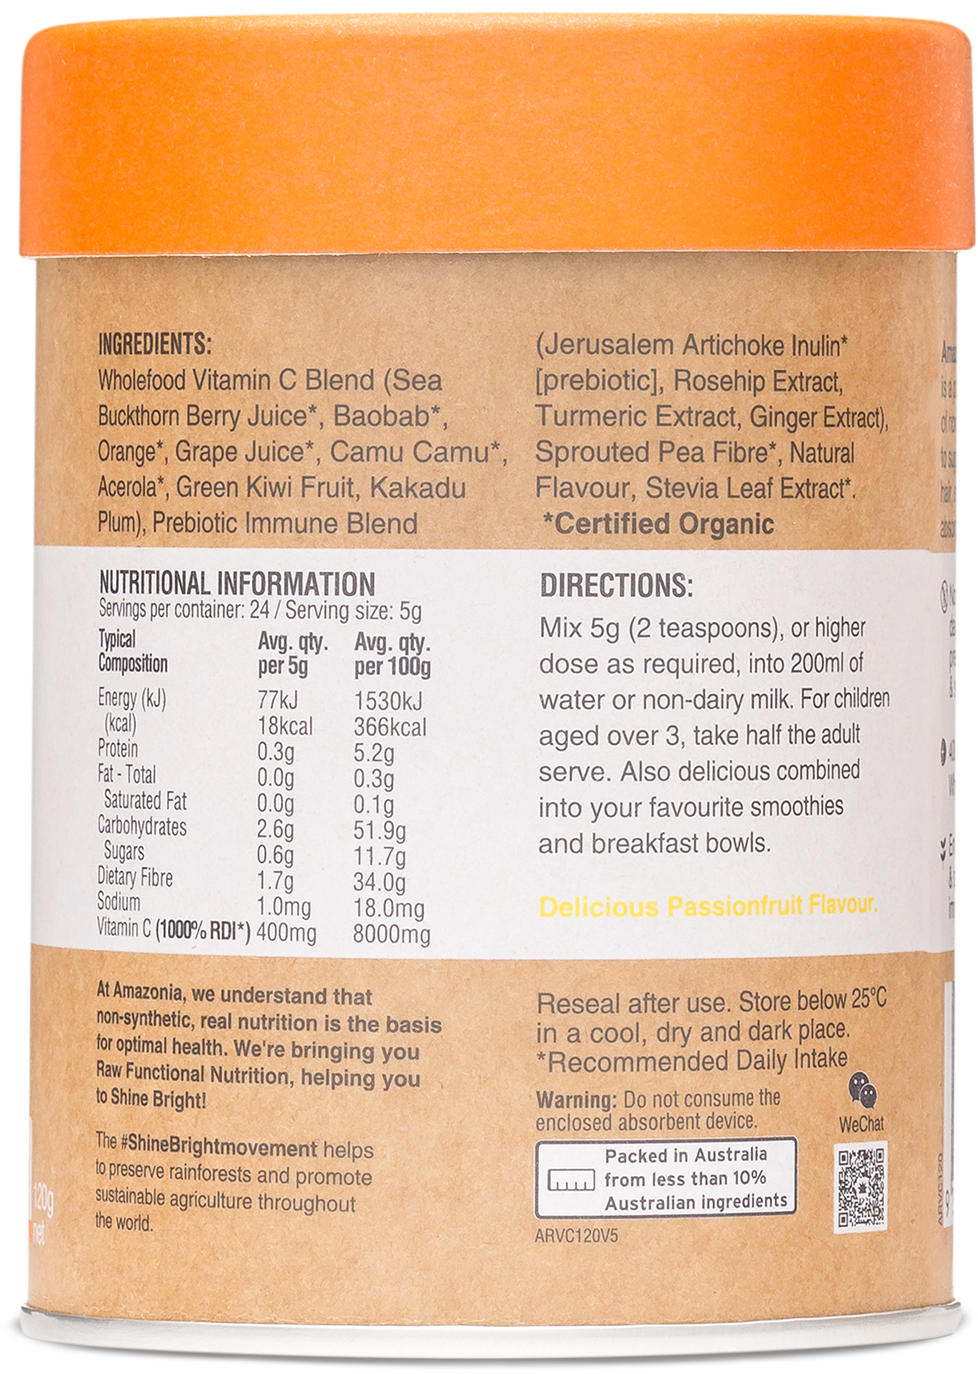 INGREDIENTS:
Wholefood Vitamin C Blend (Sea
Buckthorn Berry Juice*, Baobab*,
Orange*, Grape Juice*, Camu Camu*,
Acerola*, Green Kiwi Fruit, Kakadu
Plum), Prebiotic Immune Blend
(Jerusalem Artichoke Inulin*
[prebiotic], Rosehip Extract,
Turmeric Extract, Ginger Extract),
Sprouted Pea Fibre*, Natural
Flavour, Stevia Leaf Extract*.
*Certified Organic
NUTRITIONAL INFORMATION
Servings per container: 24 / Serving size: 5g
Typical Avg. qty. Avg. qty.
Composition per 5g per 100g
Energy (kJ) 77kJ 1530kJ
(kcal) 18kcal 366kcal
Protein 0.3g 5.2g
Fat - Total 0.0g 0.3g
Saturated Fat 0.0g 0.1g
Carbohydrates 2.6g 51.9g
Sugars 0.6g 11.7g
Dietary Fibre 1.7g 34.0g
Sodium 1.0mg 18.0mg
Vitamin C (1000% RDI*) 400mg 8000mg
DIRECTIONS:
Mix 5g (2 teaspoons), or higher
dose as required, into 200ml of
water or non-dairy milk. For children
aged over 3, take half the adult
serve. Also delicious combined
into your favourite smoothies
and breakfast bowls.
Delicious Passionfruit Flavour.
At Amazonia, we understand that
non-synthetic, real nutrition is the basis
for optimal health. We're bringing you
Raw Functional Nutrition, helping you
to Shine Bright!
The #ShineBrightmovement helps
to preserve rainforests and promote
sustainable agriculture throughout
the world.
Reseal after use. Store below 25°C
in a cool, dry and dark place.
*Recommended Daily Intake
Warning: Do not consume the
enclosed absorbent device.
WeChat
Packed in Australia
from less than 10%
Australian ingredients
ARVC120V5
120g
net